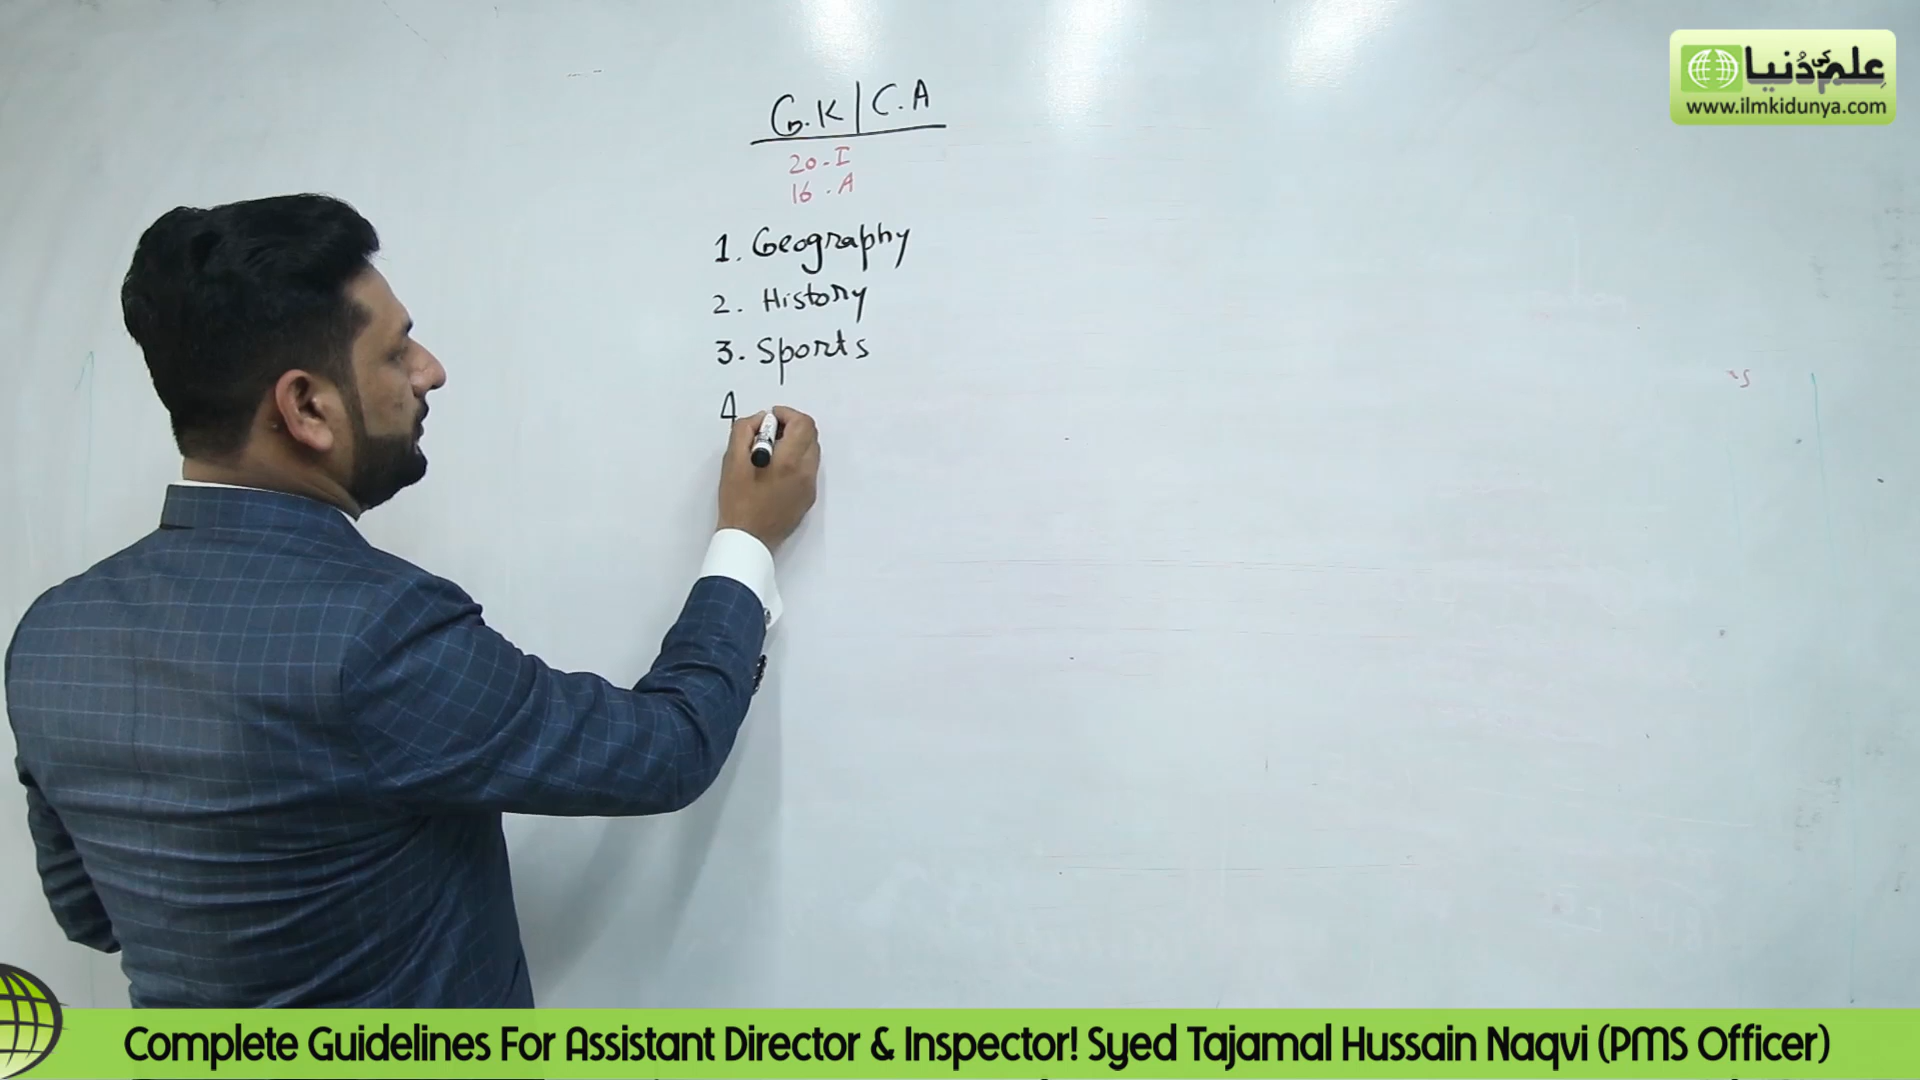 G.K | C.A
20. I
16. A
1. Geography
2. History
3. Sports
4
علم کی دُنیا
www.ilmkidunya.com
Complete Guidelines For Assistant Director & Inspector! Syed Tajamal Hussain Naqvi (PMS Officer)